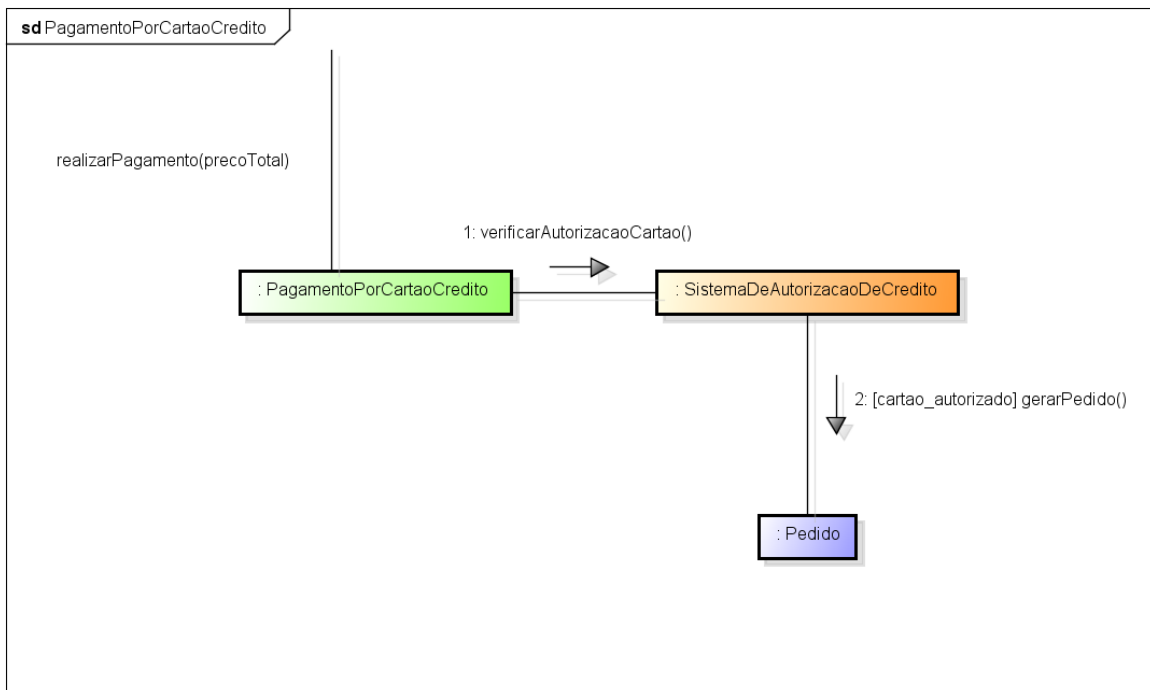 sd PagamentoPorCartaoCredito
realizarPagamento(precoTotal)
1: verificarAutorizacaoCartao()
: PagamentoPorCartaoCredito
: SistemaDeAutorizacaoDeCredito
2: [cartao_autorizado] gerarPedido()
: Pedido